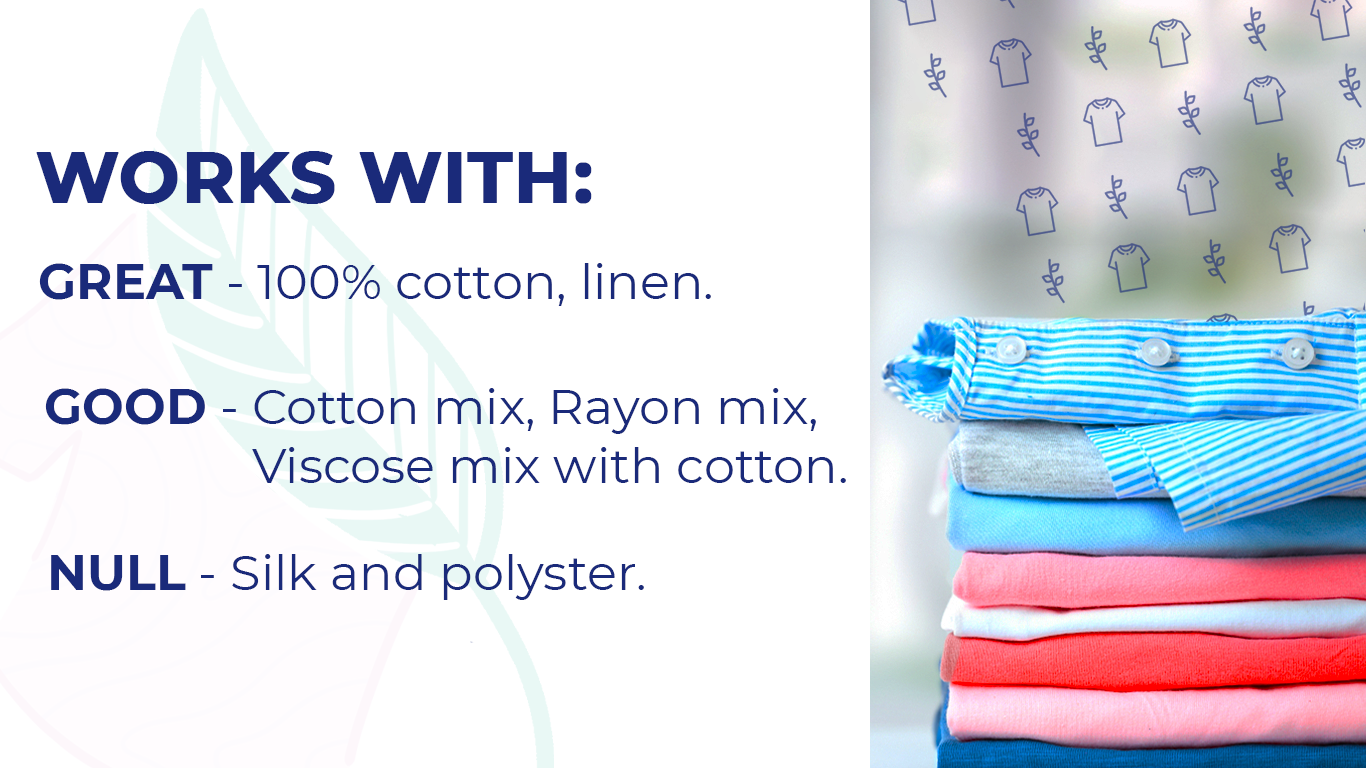 WORKS WITH:
GREAT - 100% cotton, linen.
GOOD - Cotton mix, Rayon mix,
Viscose mix with cotton.
NULL - Silk and polyster.